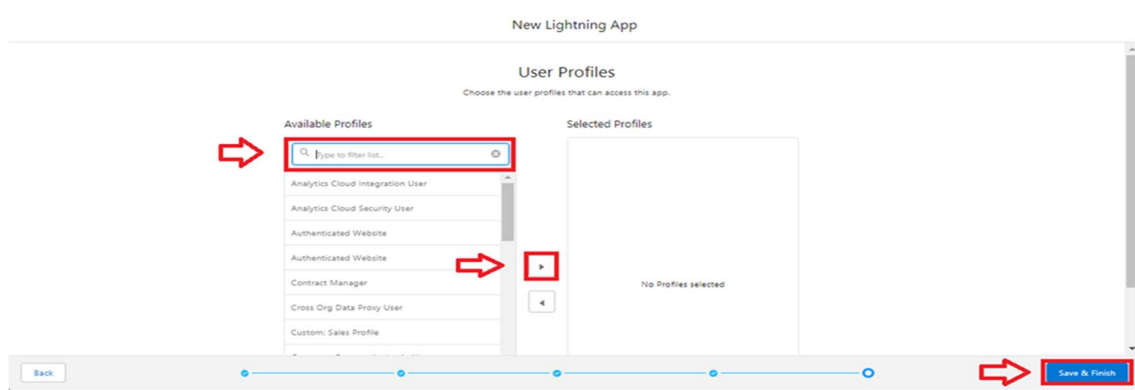 New Lightning App
User Profiles
Choose the user profiles that can access this app.
Available Profiles
Selected Profiles
Type to filter list...
Analytics Cloud Integration User
Analytics Cloud Security User
Authenticated Website
Authenticated Website
Contract Manager
No Profiles selected
Cross Org Data Proxy User
Custom: Sales Profile
Back
Save & Finish